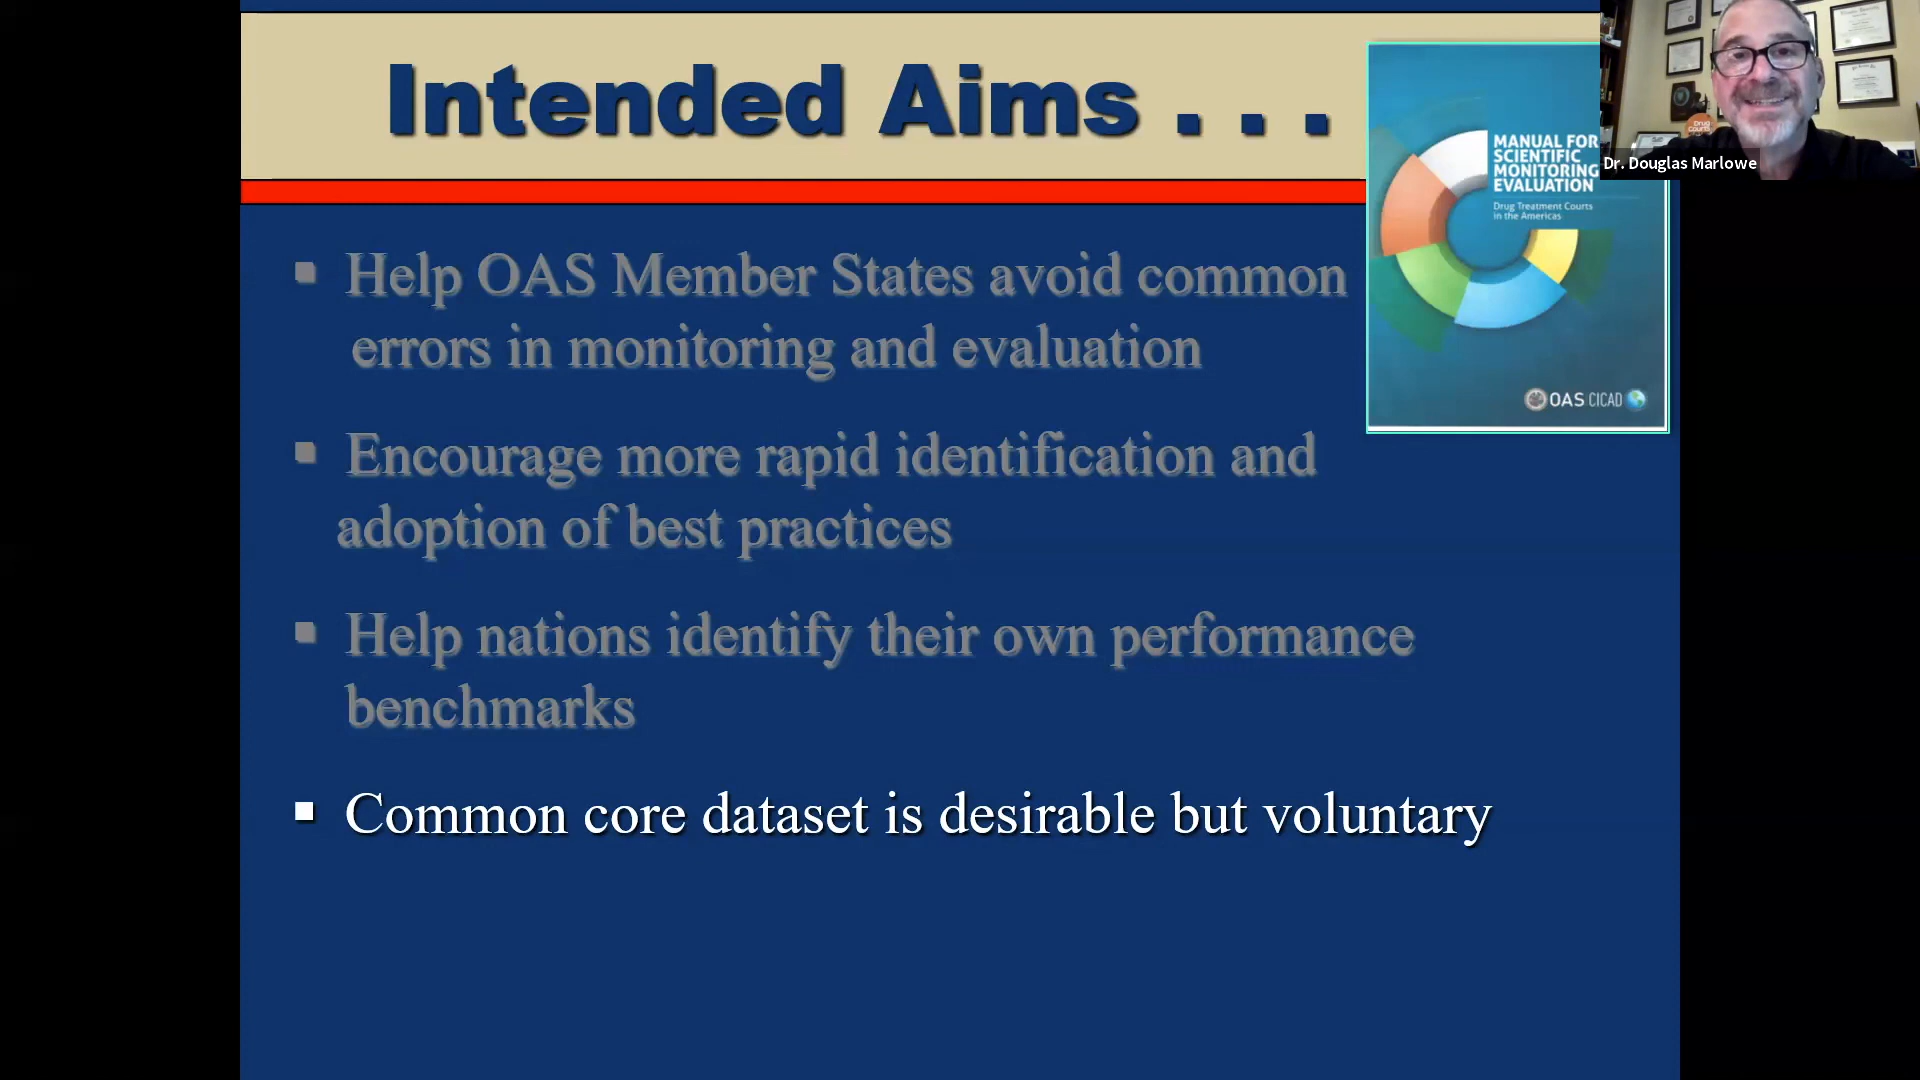 Intended Aims . . .
MANUAL FOR
SCIENTIFIC
MONITORING
EVALUATION
Drug Treatment Courts
in the Americas
OAS CICAD
Dr. Douglas Marlowe
Drug
Courts
▪ Help OAS Member States avoid common
errors in monitoring and evaluation
▪ Encourage more rapid identification and
adoption of best practices
▪ Help nations identify their own performance
benchmarks
▪ Common core dataset is desirable but voluntary